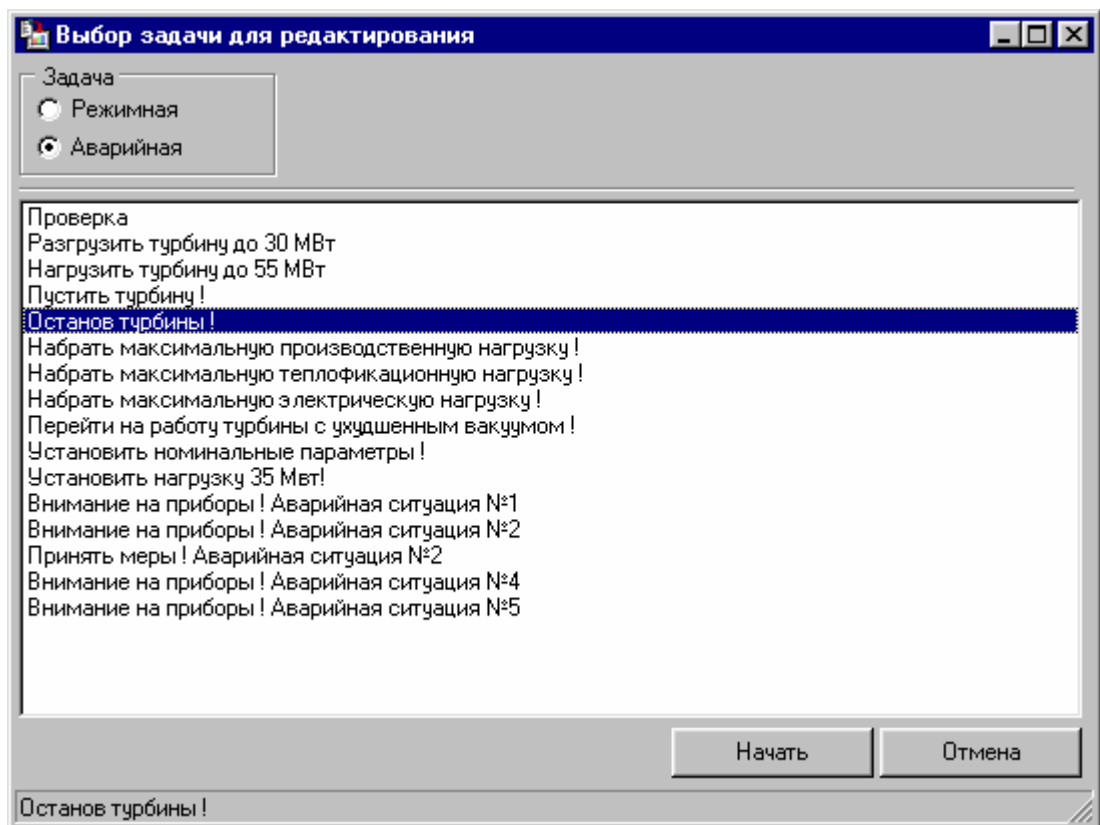 Выбор задачи для редактирования
Задача
Режимная
Аварийная
Проверка
Разгрузить турбину до 30 МВт
Нагрузить турбину до 55 МВт
Пустить турбину !
Останов турбины !
Набрать максимальную производственную нагрузку !
Набрать максимальную теплофикационную нагрузку !
Набрать максимальную электрическую нагрузку !
Перейти на работу турбины с ухудшенным вакуумом !
Установить номинальные параметры !
Установить нагрузку 35 Мвт!
Внимание на приборы ! Аварийная ситуация №1
Внимание на приборы ! Аварийная ситуация №2
Принять меры ! Аварийная ситуация №2
Внимание на приборы ! Аварийная ситуация №4
Внимание на приборы ! Аварийная ситуация №5
Начать
Отмена
Останов турбины !